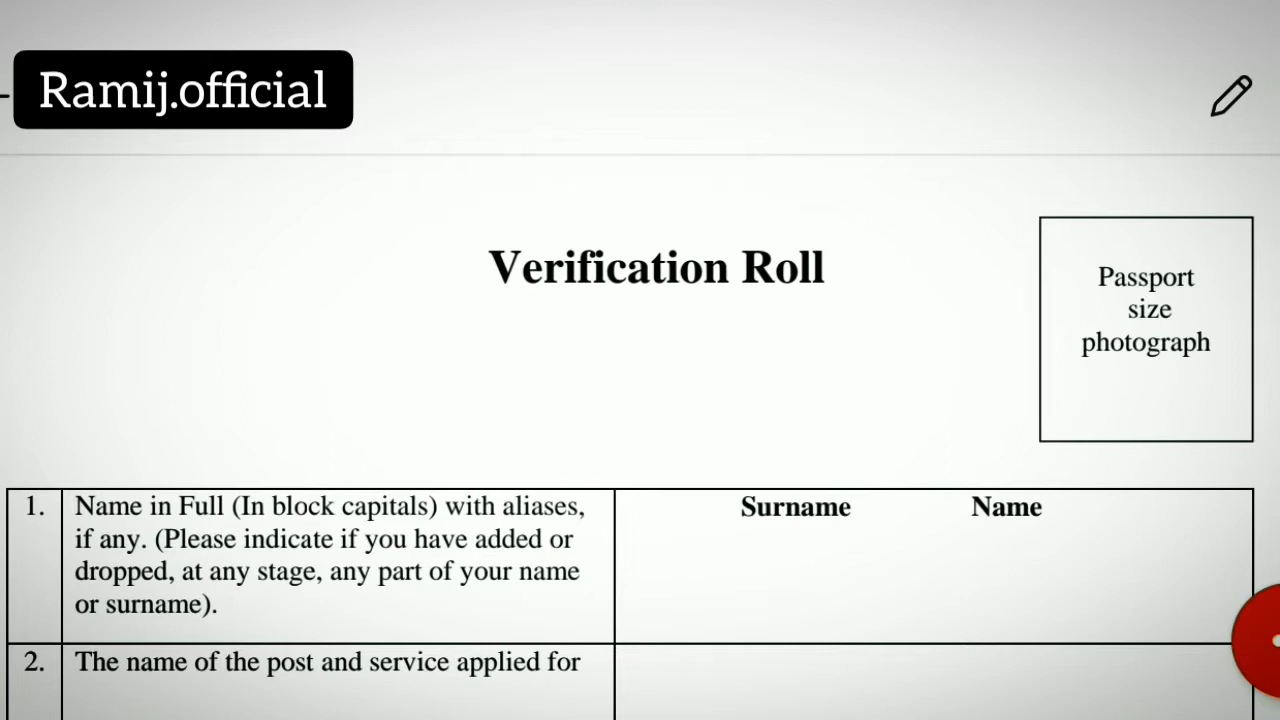 Ramij.official
Verification Roll
Passport
size
photograph
1. Name in Full (In block capitals) with aliases,
if any. (Please indicate if you have added or
dropped, at any stage, any part of your name
or surname).
Surname Name
2. The name of the post and service applied for